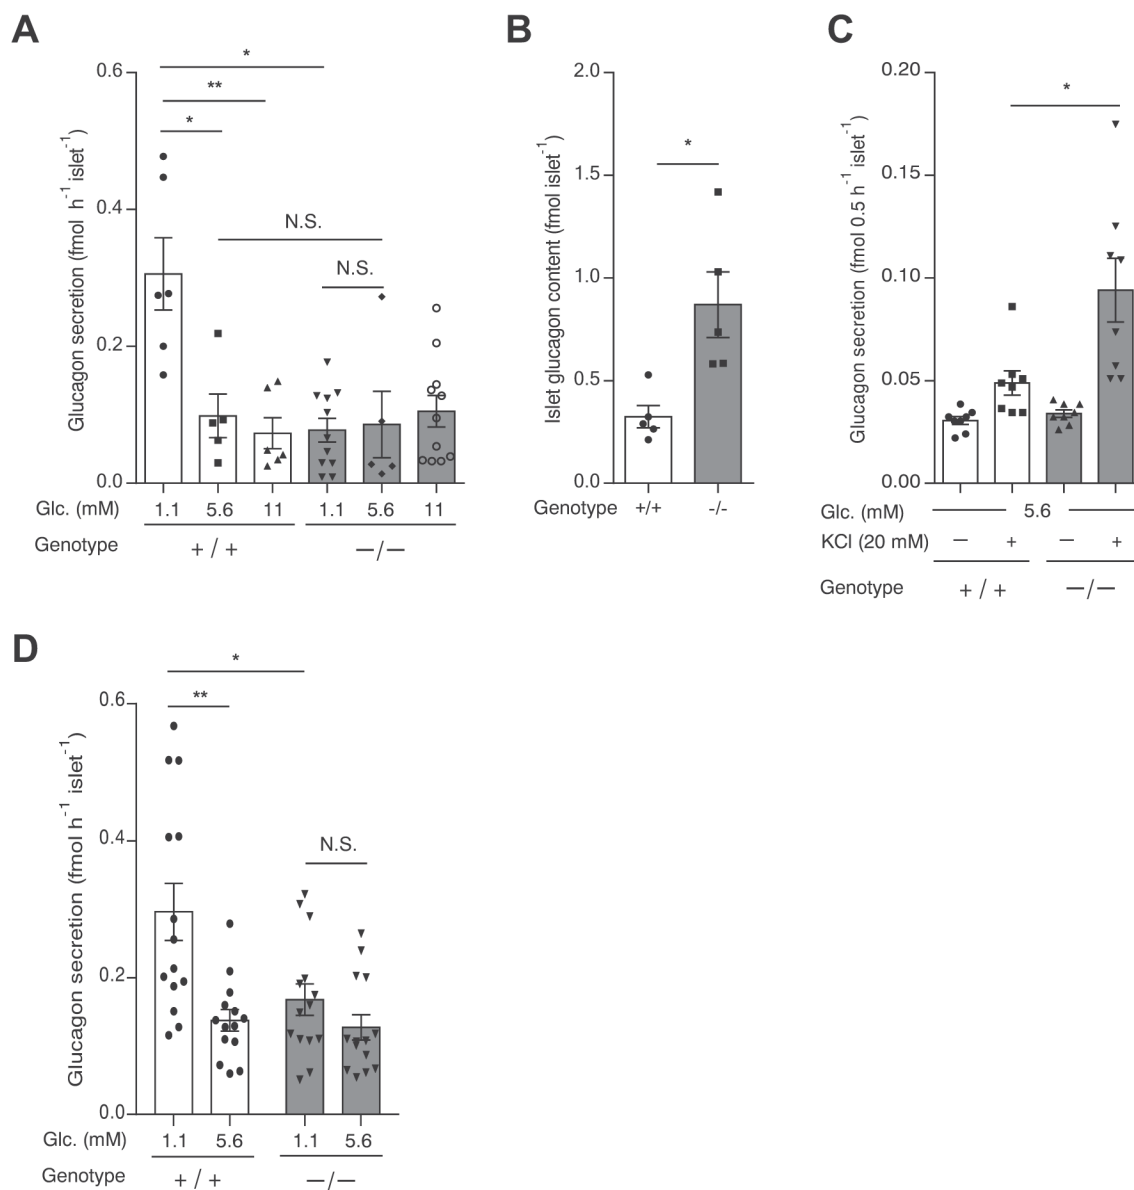 A
Glucagon secretion (fmol h-1 islet-1)
0.6
0.4
0.2
0.0
*
**
*
N.S.
N.S.
Glc. (mM) 1.1 5.6 11 1.1 5.6 11
Genotype +/+ —/—
B
Islet glucagon content (fmol islet-1)
2.0
1.5
1.0
0.5
0.0
*
Genotype +/+ -/-
C
Glucagon secretion (fmol 0.5 h-1 islet-1)
0.20
0.15
0.10
0.05
0.00
*
Glc. (mM) 5.6
KCl (20 mM) — + — +
Genotype +/+ —/—
D
Glucagon secretion (fmol h-1 islet-1)
0.6
0.4
0.2
0.0
*
**
N.S.
Glc. (mM) 1.1 5.6 1.1 5.6
Genotype +/+ —/—